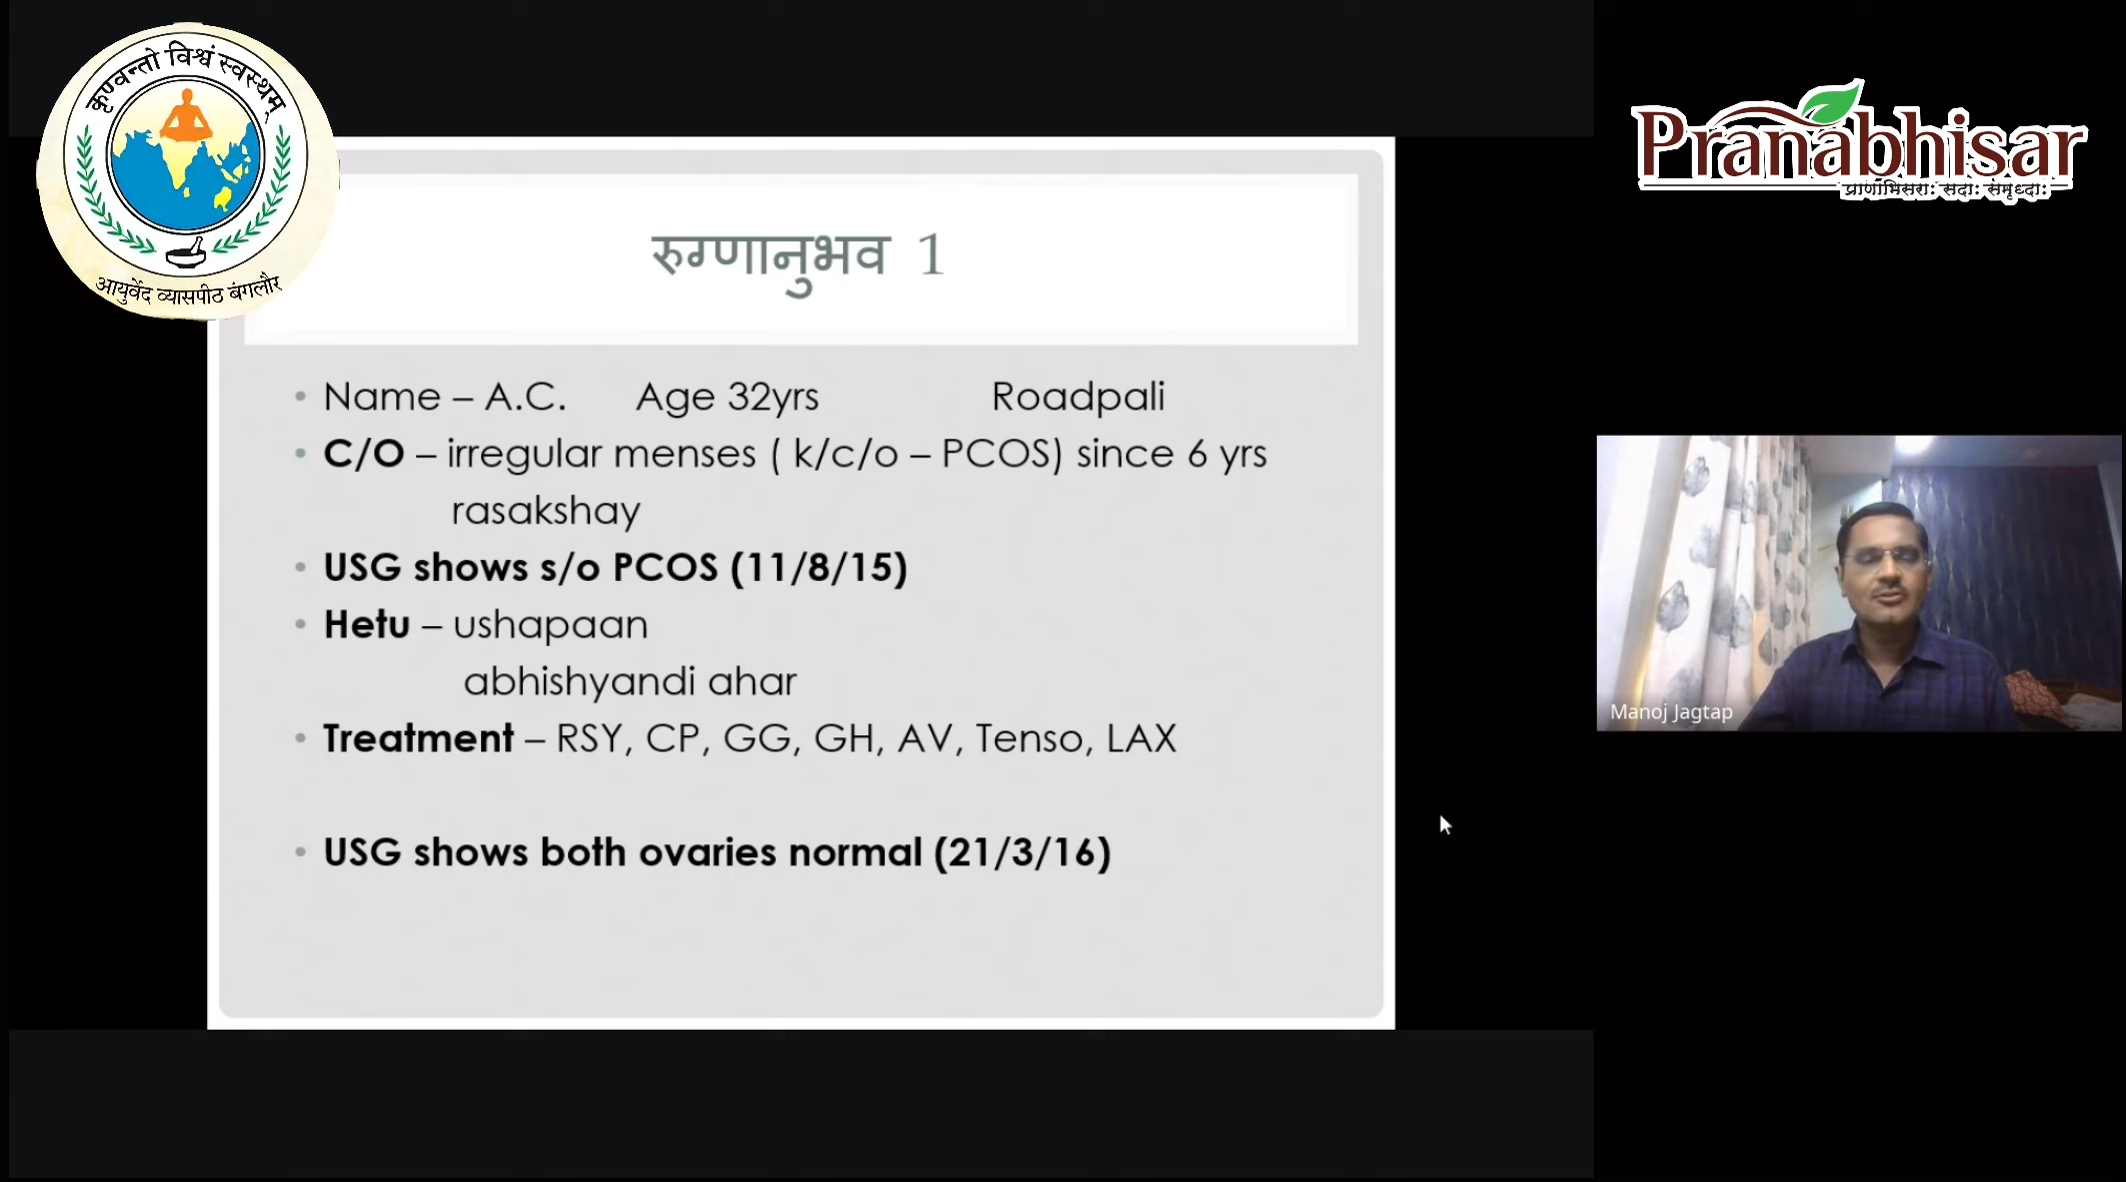 कृण्वन्तो विश्वं स्वस्थम्
आयुर्वेद व्यासपीठ बंगलौर
Pranabhisar
प्राणाभिसराः सदाः संमृध्दाः
रुग्णानुभव 1
• Name – A.C. Age 32yrs Roadpali
• C/O – irregular menses ( k/c/o – PCOS) since 6 yrs
rasakshay
• USG shows s/o PCOS (11/8/15)
• Hetu – ushapaan
abhishyandi ahar
• Treatment – RSY, CP, GG, GH, AV, Tenso, LAX
• USG shows both ovaries normal (21/3/16)
Manoj Jagtap